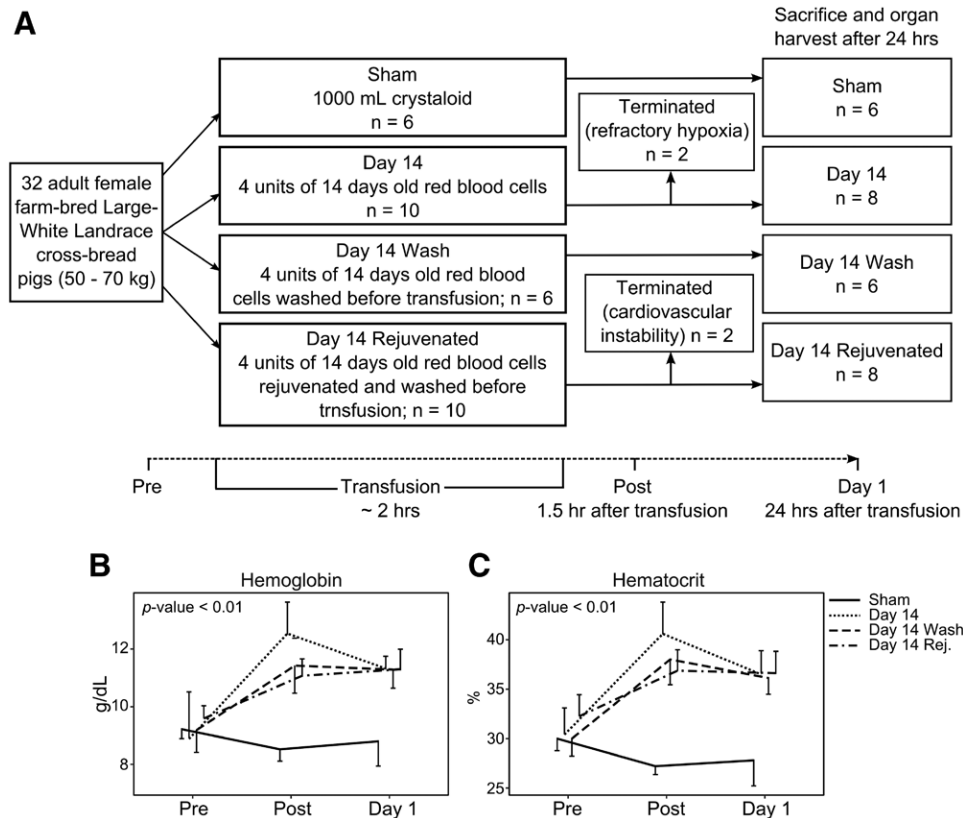 A
Sacrifice and organ
harvest after 24 hrs
32 adult female
farm-bred Large-
White Landrace
cross-bread
pigs (50 - 70 kg)
Sham
1000 mL crystaloid
n = 6
Day 14
4 units of 14 days old red blood cells
n = 10
Day 14 Wash
4 units of 14 days old red blood
cells washed before transfusion; n = 6
Day 14 Rejuvenated
4 units of 14 days old red blood cells
rejuvenated and washed before
trnsfusion; n = 10
Terminated
(refractory hypoxia)
n = 2
Terminated
(cardiovascular
instability) n = 2
Sham
n = 6
Day 14
n = 8
Day 14 Wash
n = 6
Day 14 Rejuvenated
n = 8
Pre
Transfusion
~ 2 hrs
Post
1.5 hr after transfusion
Day 1
24 hrs after transfusion
B
Hemoglobin
p-value < 0.01
g/dL
12
10
8
Pre
Post
Day 1
C
Hematocrit
p-value < 0.01
%
40
35
30
25
Pre
Post
Day 1
Sham
Day 14
Day 14 Wash
Day 14 Rej.